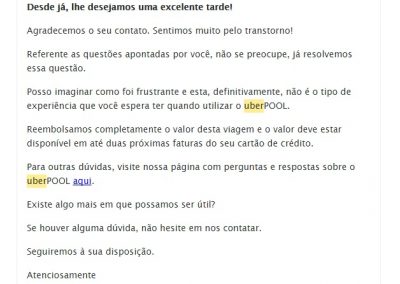 Desde já, lhe desejamos uma excelente tarde!
Agradecemos o seu contato. Sentimos muito pelo transtorno!
Referente as questões apontadas por você, não se preocupe, já resolvemos
essa questão.
Posso imaginar como foi frustrante e esta, definitivamente, não é o tipo de
experiência que você espera ter quando utilizar o uberPOOL.
Reembolsamos completamente o valor desta viagem e o valor deve estar
disponível em até duas próximas faturas do seu cartão de crédito.
Para outras dúvidas, visite nossa página com perguntas e respostas sobre o
uberPOOL aqui.
Existe algo mais em que possamos ser útil?
Se houver alguma dúvida, não hesite em nos contatar.
Seguiremos à sua disposição.
Atenciosamente